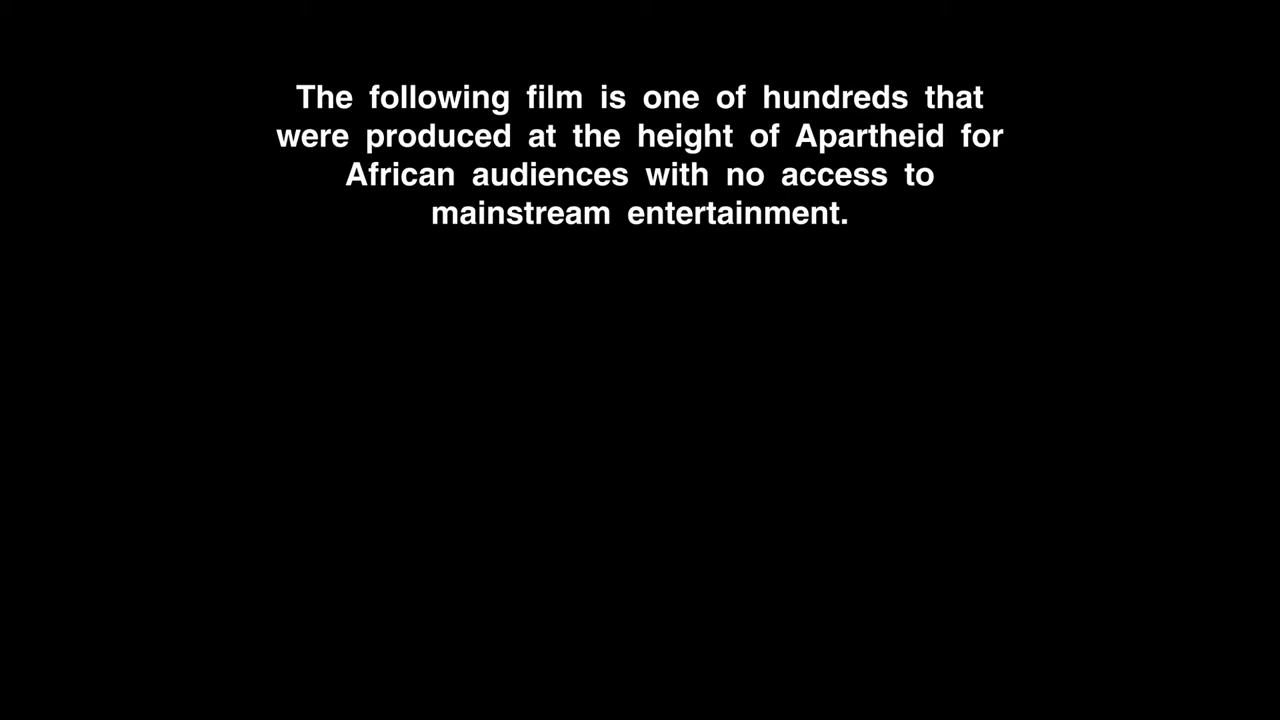 The following film is one of hundreds that
were produced at the height of Apartheid for
African audiences with no access to
mainstream entertainment.